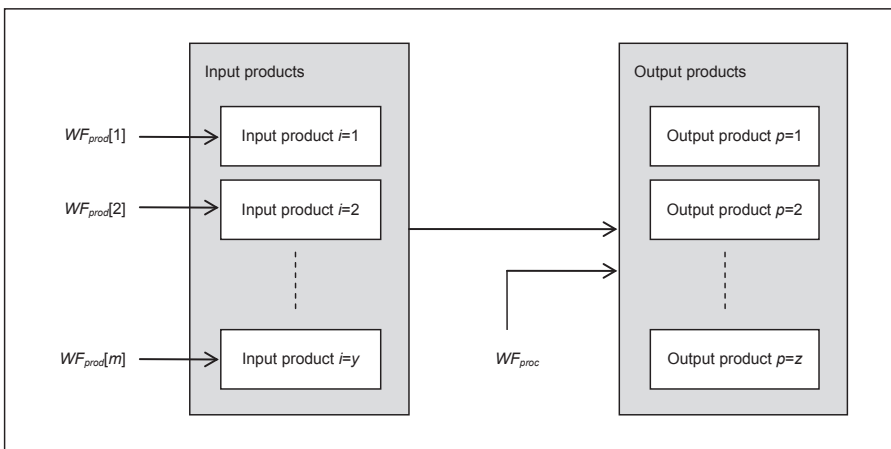 Input products
Output products
WFprod[1]
Input product i=1
Output product p=1
WFprod[2]
Input product i=2
Output product p=2
WFprod[m]
Input product i=y
WFproc
Output product p=z